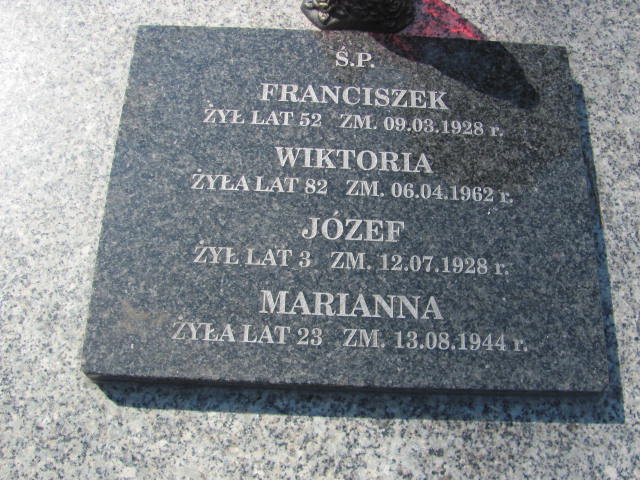 Ś.P.
FRANCISZEK
ŻYŁ LAT 52 ZM. 09.03.1928 r.
WIKTORIA
ŻYŁA LAT 82 ZM. 06.04.1962 r.
JÓZEF
ŻYŁ LAT 3 ZM. 12.07.1928 r.
MARIANNA
ŻYŁA LAT 23 ZM. 13.08.1944 r.